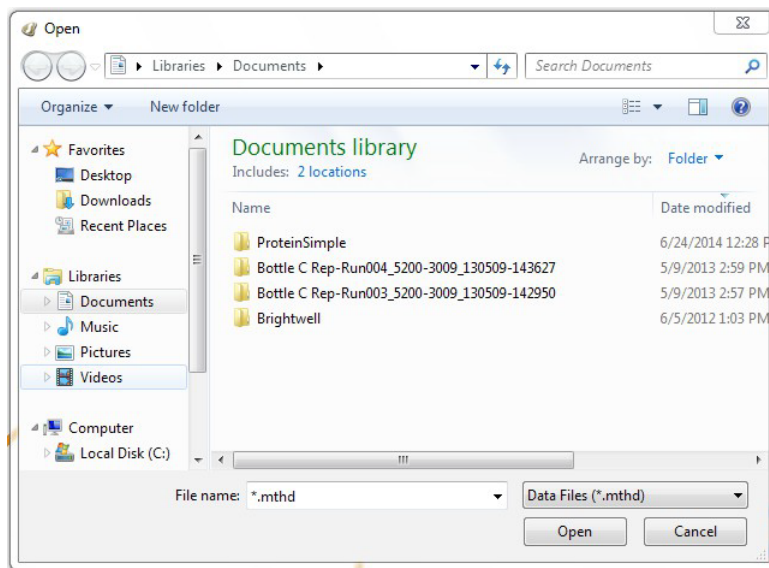 Open
Libraries Documents
Search Documents
Organize New folder
Favorites
Desktop
Downloads
Recent Places
Libraries
Documents
Music
Pictures
Videos
Computer
Local Disk (C:)
Documents library
Includes: 2 locations
Arrange by: Folder
Name Date modified
ProteinSimple 6/24/2014 12:28 P
Bottle C Rep-Run004_5200-3009_130509-143627 5/9/2013 2:59 PM
Bottle C Rep-Run003_5200-3009_130509-142950 5/9/2013 2:57 PM
Brightwell 6/5/2012 1:03 PM
File name: *.mthd Data Files (*.mthd)
Open Cancel